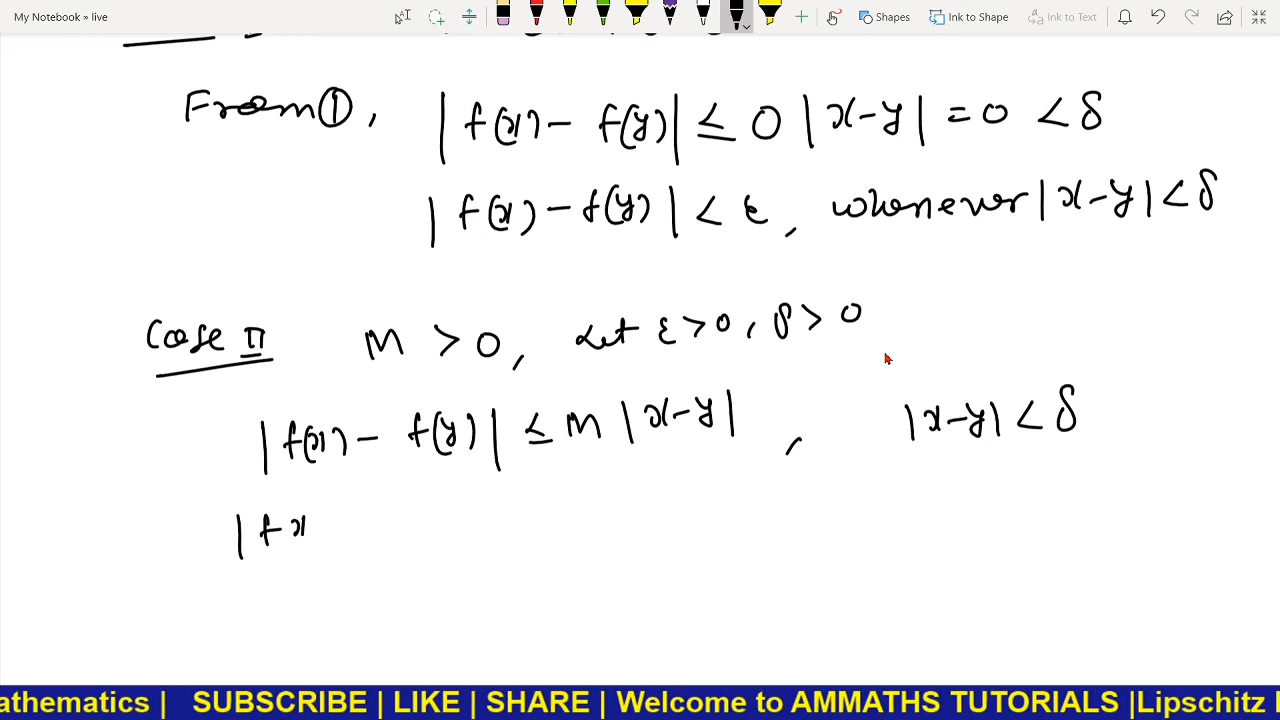 My Notebook » live
Shapes
Ink to Shape
Ink to Text
From ①, |f(x) - f(y)| ≤ 0 |x-y| = 0 < δ
|f(x) - f(y)| < ε, whenever |x-y| < δ
Case II M > 0, Let ε > 0, δ > 0
|f(x) - f(y)| ≤ M |x-y| , |x-y| < δ
|f x
athematics | SUBSCRIBE | LIKE | SHARE | Welcome to AMMATHS TUTORIALS |Lipschitz